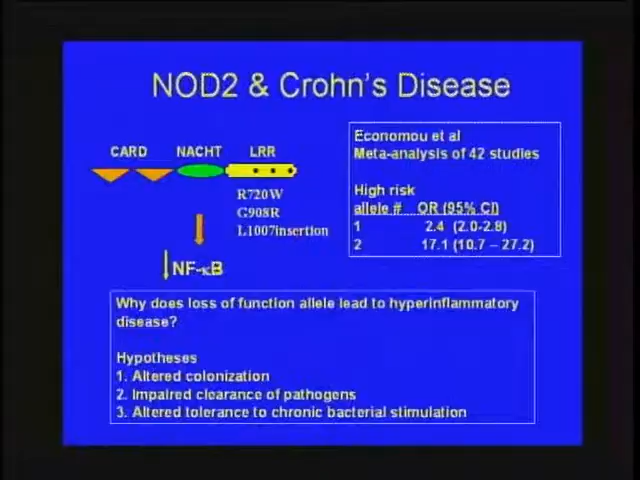 NOD2 & Crohn's Disease
CARD NACHT LRR
R720W
G908R
L1007insertion
NF-κB
Economou et al
Meta-analysis of 42 studies
High risk
allele # OR (95% CI)
1 2.4 (2.0-2.8)
2 17.1 (10.7 – 27.2)
Why does loss of function allele lead to hyperinflammatory
disease?
Hypotheses
1. Altered colonization
2. Impaired clearance of pathogens
3. Altered tolerance to chronic bacterial stimulation